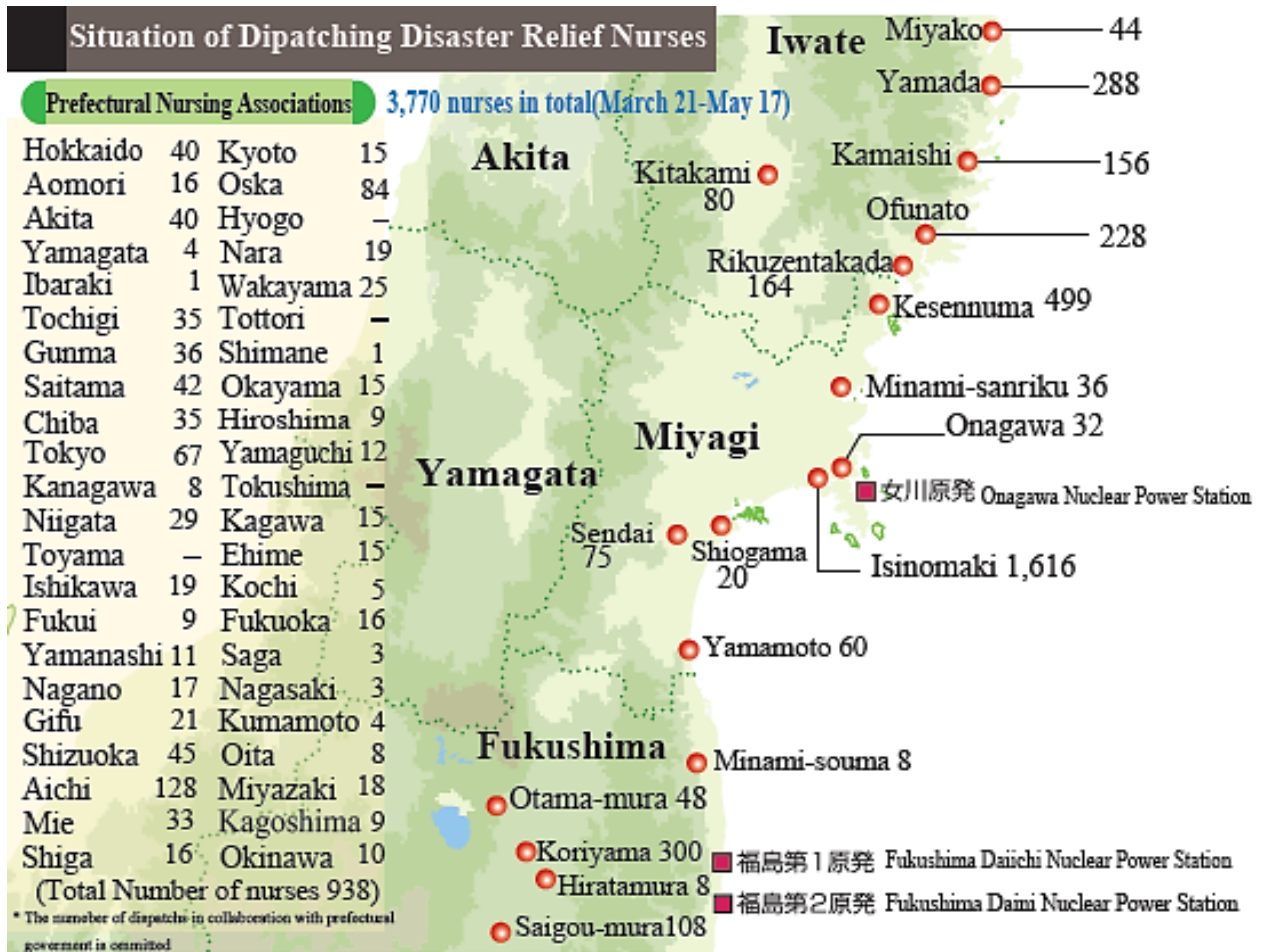 Situation of Dipatching Disaster Relief Nurses
Prefectural Nursing Associations
3,770 nurses in total(March 21-May 17)
Hokkaido 40 Kyoto 15
Aomori 16 Oska 84
Akita 40 Hyogo –
Yamagata 4 Nara 19
Ibaraki 1 Wakayama 25
Tochigi 35 Tottori –
Gunma 36 Shimane 1
Saitama 42 Okayama 15
Chiba 35 Hiroshima 9
Tokyo 67 Yamaguchi 12
Kanagawa 8 Tokushima –
Niigata 29 Kagawa 15
Toyama – Ehime 15
Ishikawa 19 Kochi 5
Fukui 9 Fukuoka 16
Yamanashi 11 Saga 3
Nagano 17 Nagasaki 3
Gifu 21 Kumamoto 4
Shizuoka 45 Oita 8
Aichi 128 Miyazaki 18
Mie 33 Kagoshima 9
Shiga 16 Okinawa 10
(Total Number of nurses 938)
* The numeber of dispatchs in collaboration with prefectural
goverment is ommitted
Iwate
Miyako 44
Yamada 288
Akita
Kamaishi 156
Kitakami
80
Ofunato
228
Rikuzentakada
164
Kesennuma 499
Minami-sanriku 36
Miyagi
Onagawa 32
Yamagata
女川原発 Onagawa Nuclear Power Station
Sendai
75
Shiogama
20
Isinomaki 1,616
Yamamoto 60
Fukushima
Minami-souma 8
Otama-mura 48
Koriyama 300
福島第1原発 Fukushima Daiichi Nuclear Power Station
Hiratamura 8
福島第2原発 Fukushima Daini Nuclear Power Station
Saigou-mura108